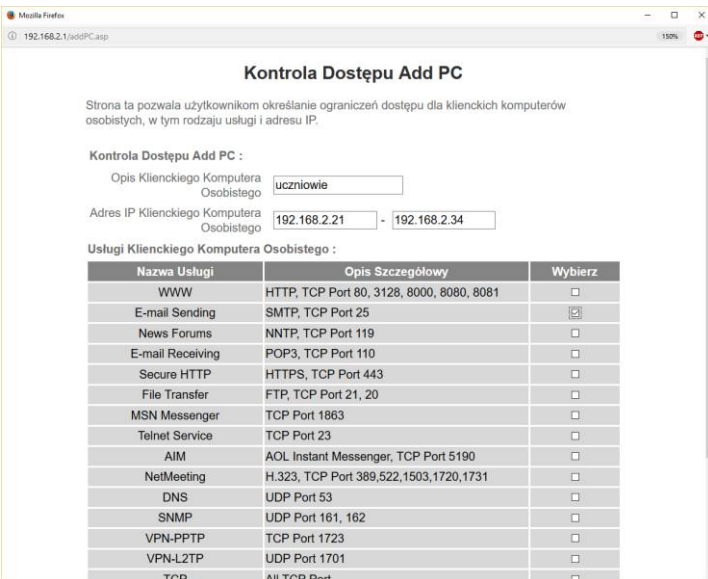 Mozilla Firefox
192.168.2.1/addPC.asp 150% ABP
Kontrola Dostępu Add PC
Strona ta pozwala użytkownikom określanie ograniczeń dostępu dla klienckich komputerów
osobistych, w tym rodzaju usługi i adresu IP.
Kontrola Dostępu Add PC :
Opis Klienckiego Komputera
Osobistego uczniowie
Adres IP Klienckiego Komputera
Osobistego 192.168.2.21 - 192.168.2.34
Usługi Klienckiego Komputera Osobistego :
Nazwa Usługi Opis Szczegółowy Wybierz
WWW HTTP, TCP Port 80, 3128, 8000, 8080, 8081
E-mail Sending SMTP, TCP Port 25
News Forums NNTP, TCP Port 119
E-mail Receiving POP3, TCP Port 110
Secure HTTP HTTPS, TCP Port 443
File Transfer FTP, TCP Port 21, 20
MSN Messenger TCP Port 1863
Telnet Service TCP Port 23
AIM AOL Instant Messenger, TCP Port 5190
NetMeeting H.323, TCP Port 389,522,1503,1720,1731
DNS UDP Port 53
SNMP UDP Port 161, 162
VPN-PPTP TCP Port 1723
VPN-L2TP UDP Port 1701
TCP All TCP Port